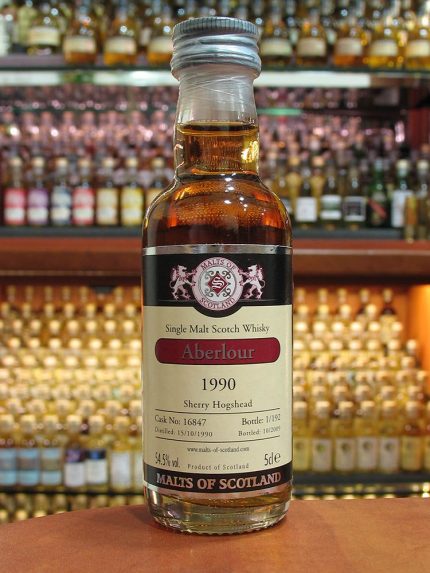 MALTS OF
S
SCOTLAND
Single Malt Scotch Whisky
Aberlour
1990
Sherry Hogshead
Cask No: 16847 Bottle: 1/192
Distilled: 15/10/1990 Bottled: 10/2009
www.malts-of-scotland.com
54.5% vol. Product of Scotland 5cl e
MALTS OF SCOTLAND